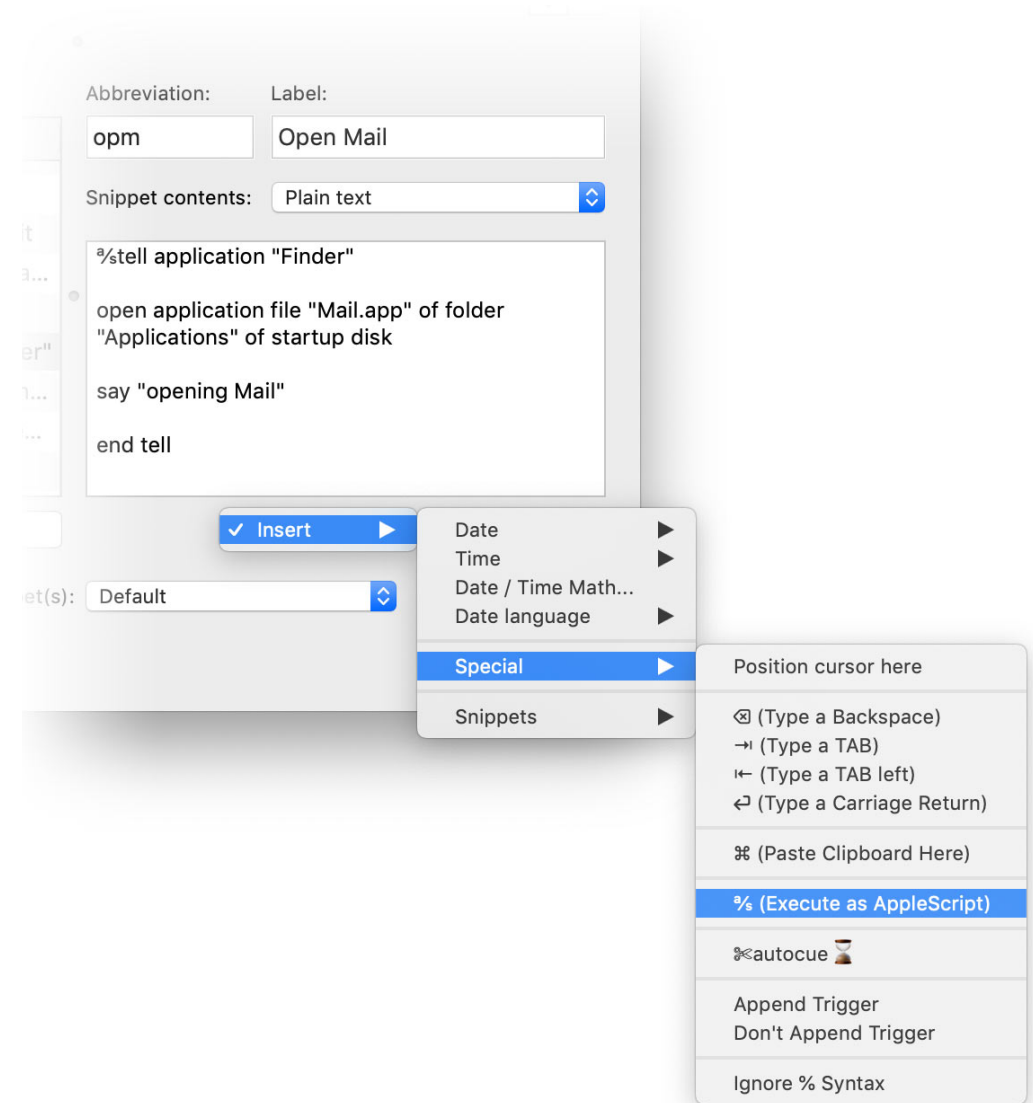 Abbreviation: Label:
opm Open Mail
Snippet contents: Plain text
⅍tell application "Finder"
open application file "Mail.app" of folder
"Applications" of startup disk
say "opening Mail"
end tell
✓ Insert ▶
Date ▶
Time ▶
Date / Time Math...
Date language ▶
et(s): Default
Special ▶
Position cursor here
Snippets ▶
⌫ (Type a Backspace)
⇥ (Type a TAB)
⇤ (Type a TAB left)
↩ (Type a Carriage Return)
⌘ (Paste Clipboard Here)
⅍ (Execute as AppleScript)
✄autocue⌛
Append Trigger
Don't Append Trigger
Ignore % Syntax